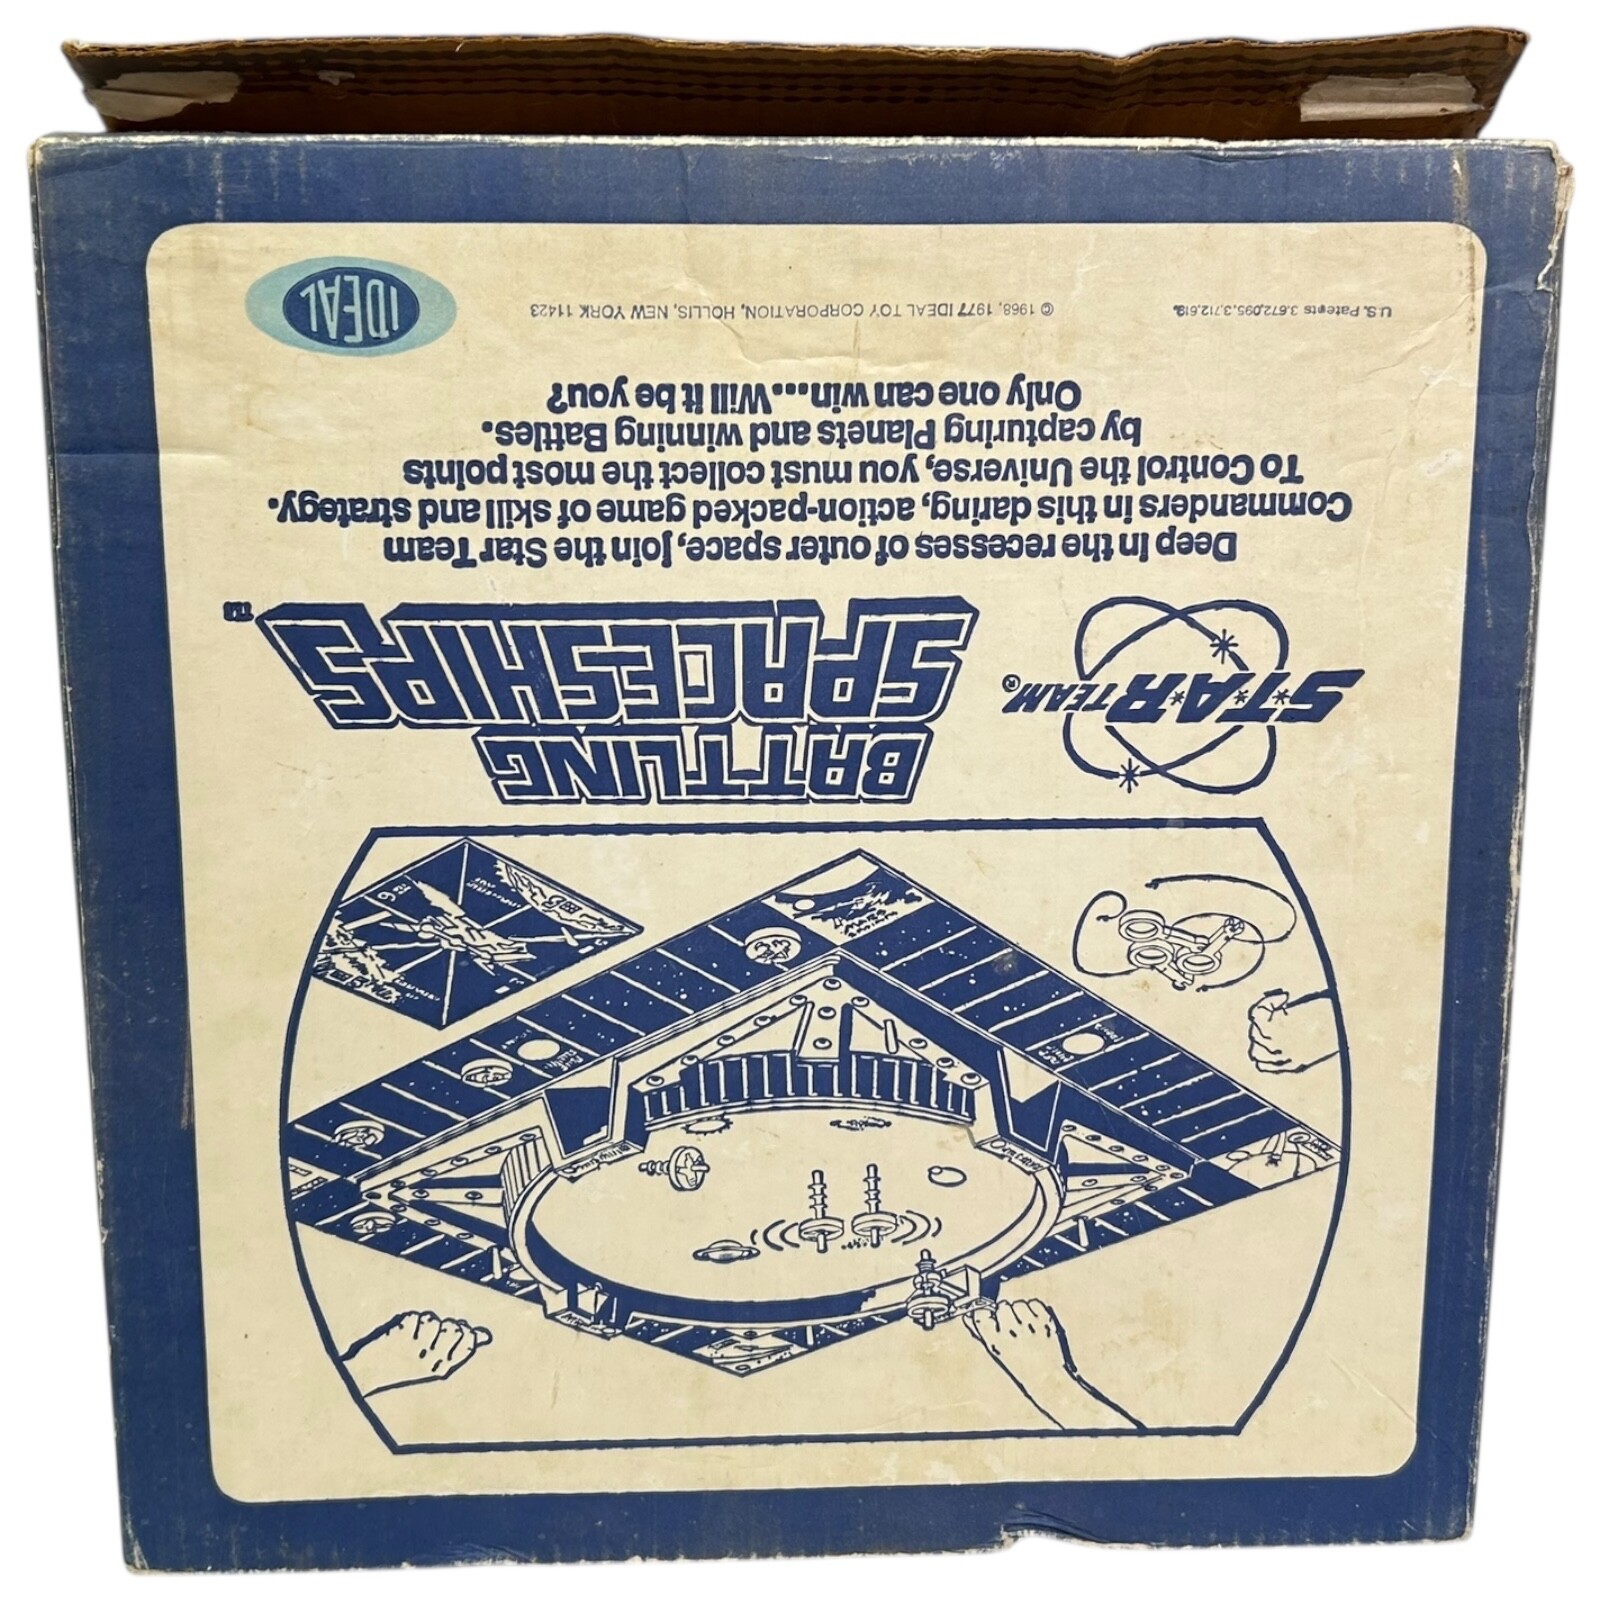 S*T*A*R TEAM®
BATTLING
SPACESHIPS™
Deep in the recesses of outer space, join the Star Team
Commanders in this daring, action-packed game of skill and strategy.
To Control the Universe, you must collect the most points
by capturing Planets and winning Battles.
Only one can win...Will it be you?
U.S. Patents 3,672,095, 3,712,618.
© 1968, 1977 IDEAL TOY CORPORATION, HOLLIS, NEW YORK 11423
IDEAL